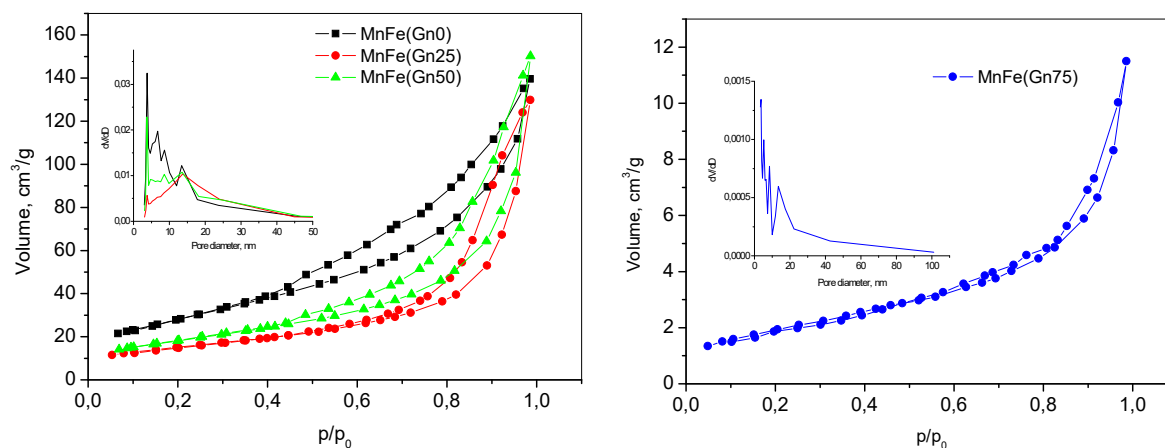 MnFe(Gn0)
MnFe(Gn25)
MnFe(Gn50)
Volume, cm³/g
160
140
120
100
80
60
40
20
0
0,0 0,2 0,4 0,6 0,8 1,0
p/p₀
dV/dD
0,03
0,02
0,01
0,00
0 10 20 30 40 50
Pore diameter, nm
MnFe(Gn75)
Volume, cm³/g
12
10
8
6
4
2
0
0,0 0,2 0,4 0,6 0,8 1,0
p/p₀
dV/dD
0,0015
0,0010
0,0005
0,0000
0 20 40 60 80 100
Pore diameter, nm